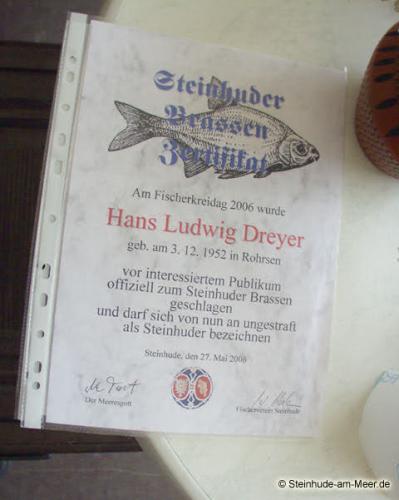 Steinhuder
Brassen
Zertifikat
Am Fischerkreidag 2006 wurde
Hans Ludwig Dreyer
geb. am 3. 12. 1952 in Rohrsen
vor interessiertem Publikum
offiziell zum Steinhuder Brassen
geschlagen
und darf sich von nun an ungestraft
als Steinhuder bezeichnen
Steinhude, den 27. Mai 2006
Der Meeresgott
Fischerverein Steinhude
© Steinhude-am-Meer.de